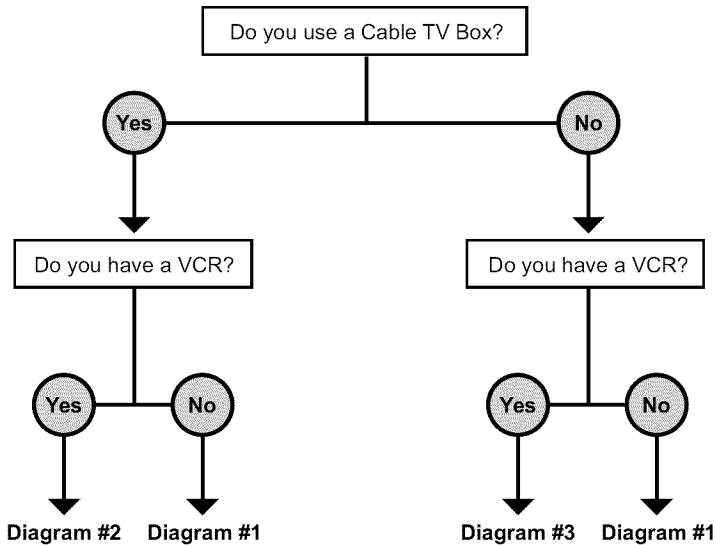 Do you use a Cable TV Box?
Yes
No
Do you have a VCR?
Do you have a VCR?
Yes
No
Yes
No
Diagram #2
Diagram #1
Diagram #3
Diagram #1